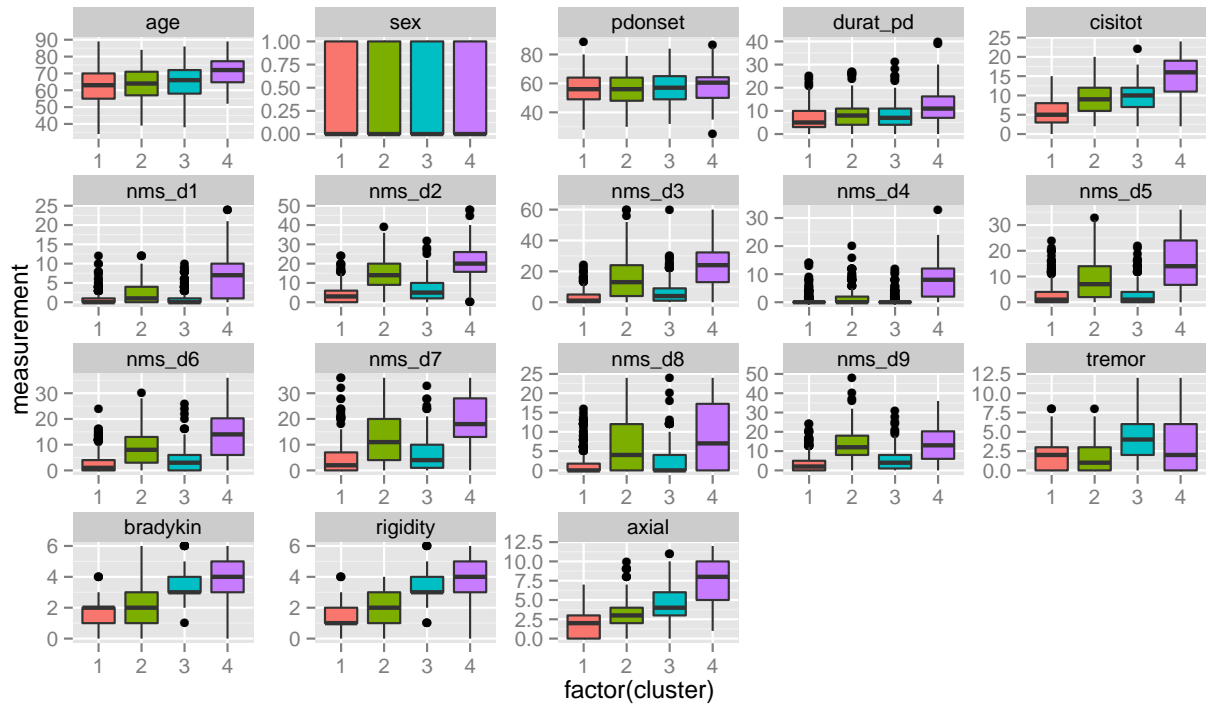 age sex pdonset durat_pd cisitot
90 80 70 60 50 40
1.00 0.75 0.50 0.25 0.00
80 60 40
40 30 20 10 0
25 20 15 10 5 0
1 2 3 4 1 2 3 4 1 2 3 4 1 2 3 4 1 2 3 4
measurement
nms_d1 nms_d2 nms_d3 nms_d4 nms_d5
25 20 15 10 5 0
50 40 30 20 10 0
60 40 20 0
30 20 10 0
30 20 10 0
1 2 3 4 1 2 3 4 1 2 3 4 1 2 3 4 1 2 3 4
nms_d6 nms_d7 nms_d8 nms_d9 tremor
30 20 10 0
30 20 10 0
25 20 15 10 5 0
50 40 30 20 10 0
12.5 10.0 7.5 5.0 2.5 0.0
1 2 3 4 1 2 3 4 1 2 3 4 1 2 3 4 1 2 3 4
bradykin rigidity axial
6 4 2 0
6 4 2 0
12.5 10.0 7.5 5.0 2.5 0.0
1 2 3 4 1 2 3 4 1 2 3 4
factor(cluster)